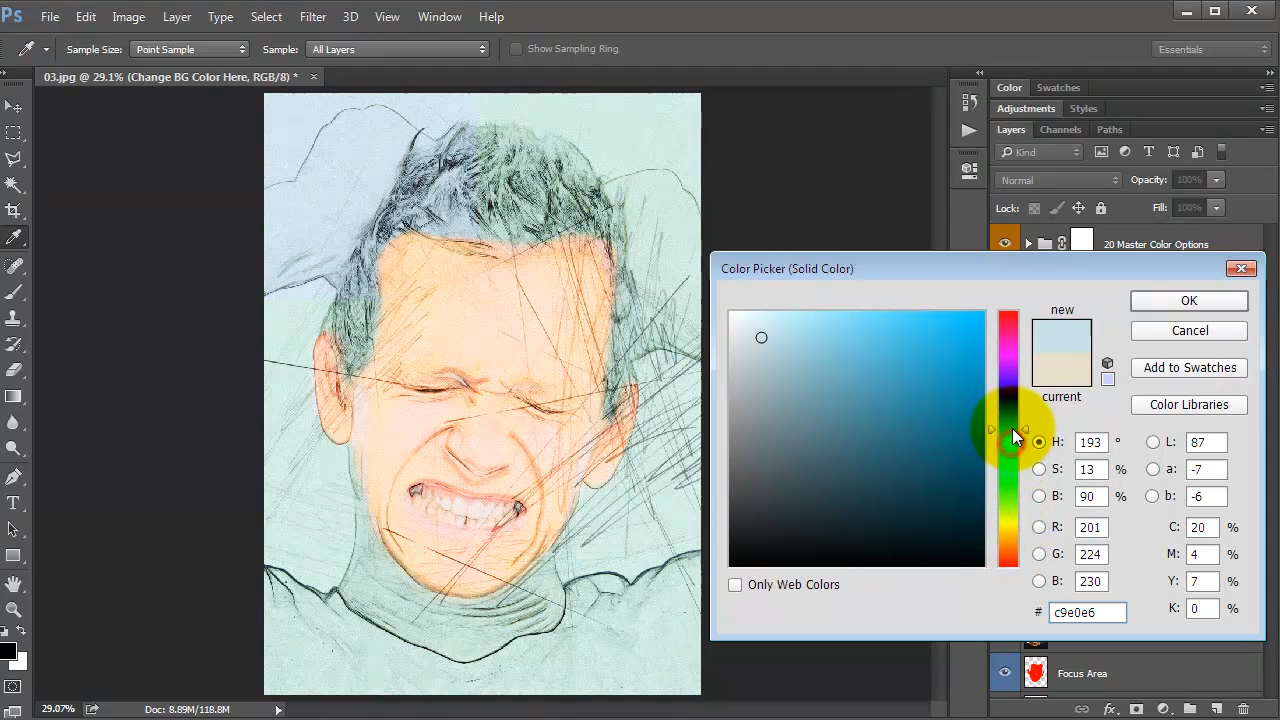 Ps File Edit Image Layer Type Select Filter 3D View Window Help
Sample Size: Point Sample Sample: All Layers Show Sampling Ring Essentials
03.jpg @ 29.1% (Change BG Color Here, RGB/8) * ×
Color Swatches
Adjustments Styles
Layers Channels Paths
Kind
Normal Opacity: 100%
Lock: Fill: 100%
20 Master Color Options
Color Picker (Solid Color)
new
current
OK
Cancel
Add to Swatches
Color Libraries
H: 193 ° L: 87
S: 13 % a: -7
B: 90 % b: -6
R: 201 C: 20 %
G: 224 M: 4 %
B: 230 Y: 7 %
# c9e0e6 K: 0 %
Only Web Colors
Focus Area
29.07% Doc: 8.89M/118.8M